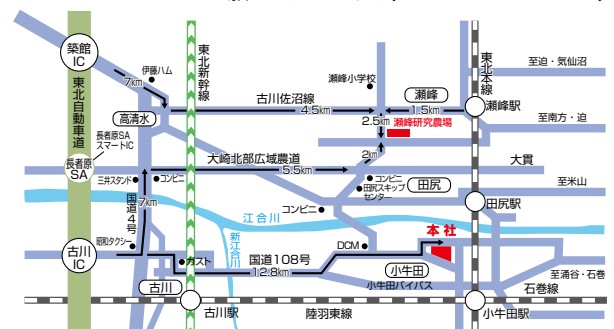 築館
IC
東北自動車道
長者原SA
スマートIC
長者原
SA
古川
IC
伊藤ハム
7km
高清水
東北新幹線
古川佐沼線
4.5km
瀬峰小学校
瀬峰
1.5km
東北本線
瀬峰駅
至迫・気仙沼
至南方・迫
2.5km
瀬峰研究農場
2km
大崎北部広域農道
5.5km
大貫
三井スタンド
コンビニ
コンビニ
田尻スキップ
センター
田尻
至米山
国道4号
7km
コンビニ
田尻駅
江合川
新江合川
昭和タクシー
ガスト
国道108号
12.8km
DCM
本社
小牛田
小牛田バイパス
至涌谷・石巻
石巻線
古川
古川駅
陸羽東線
小牛田駅